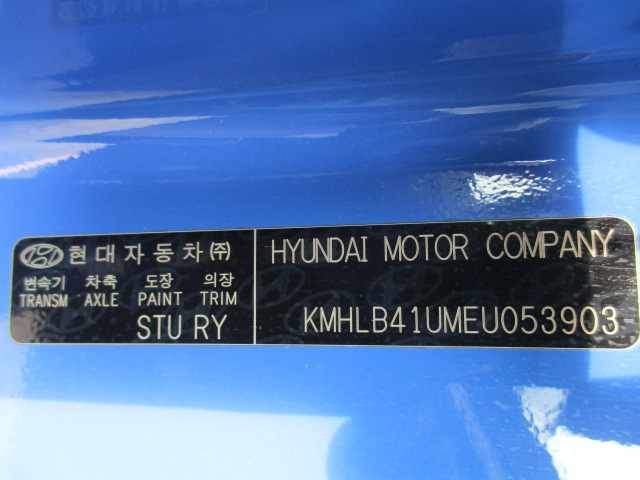 현대자동차(주)
변속기 차축 도장 의장
TRANSM AXLE PAINT TRIM
STU RY
HYUNDAI MOTOR COMPANY
KMHLB41UMEU053903